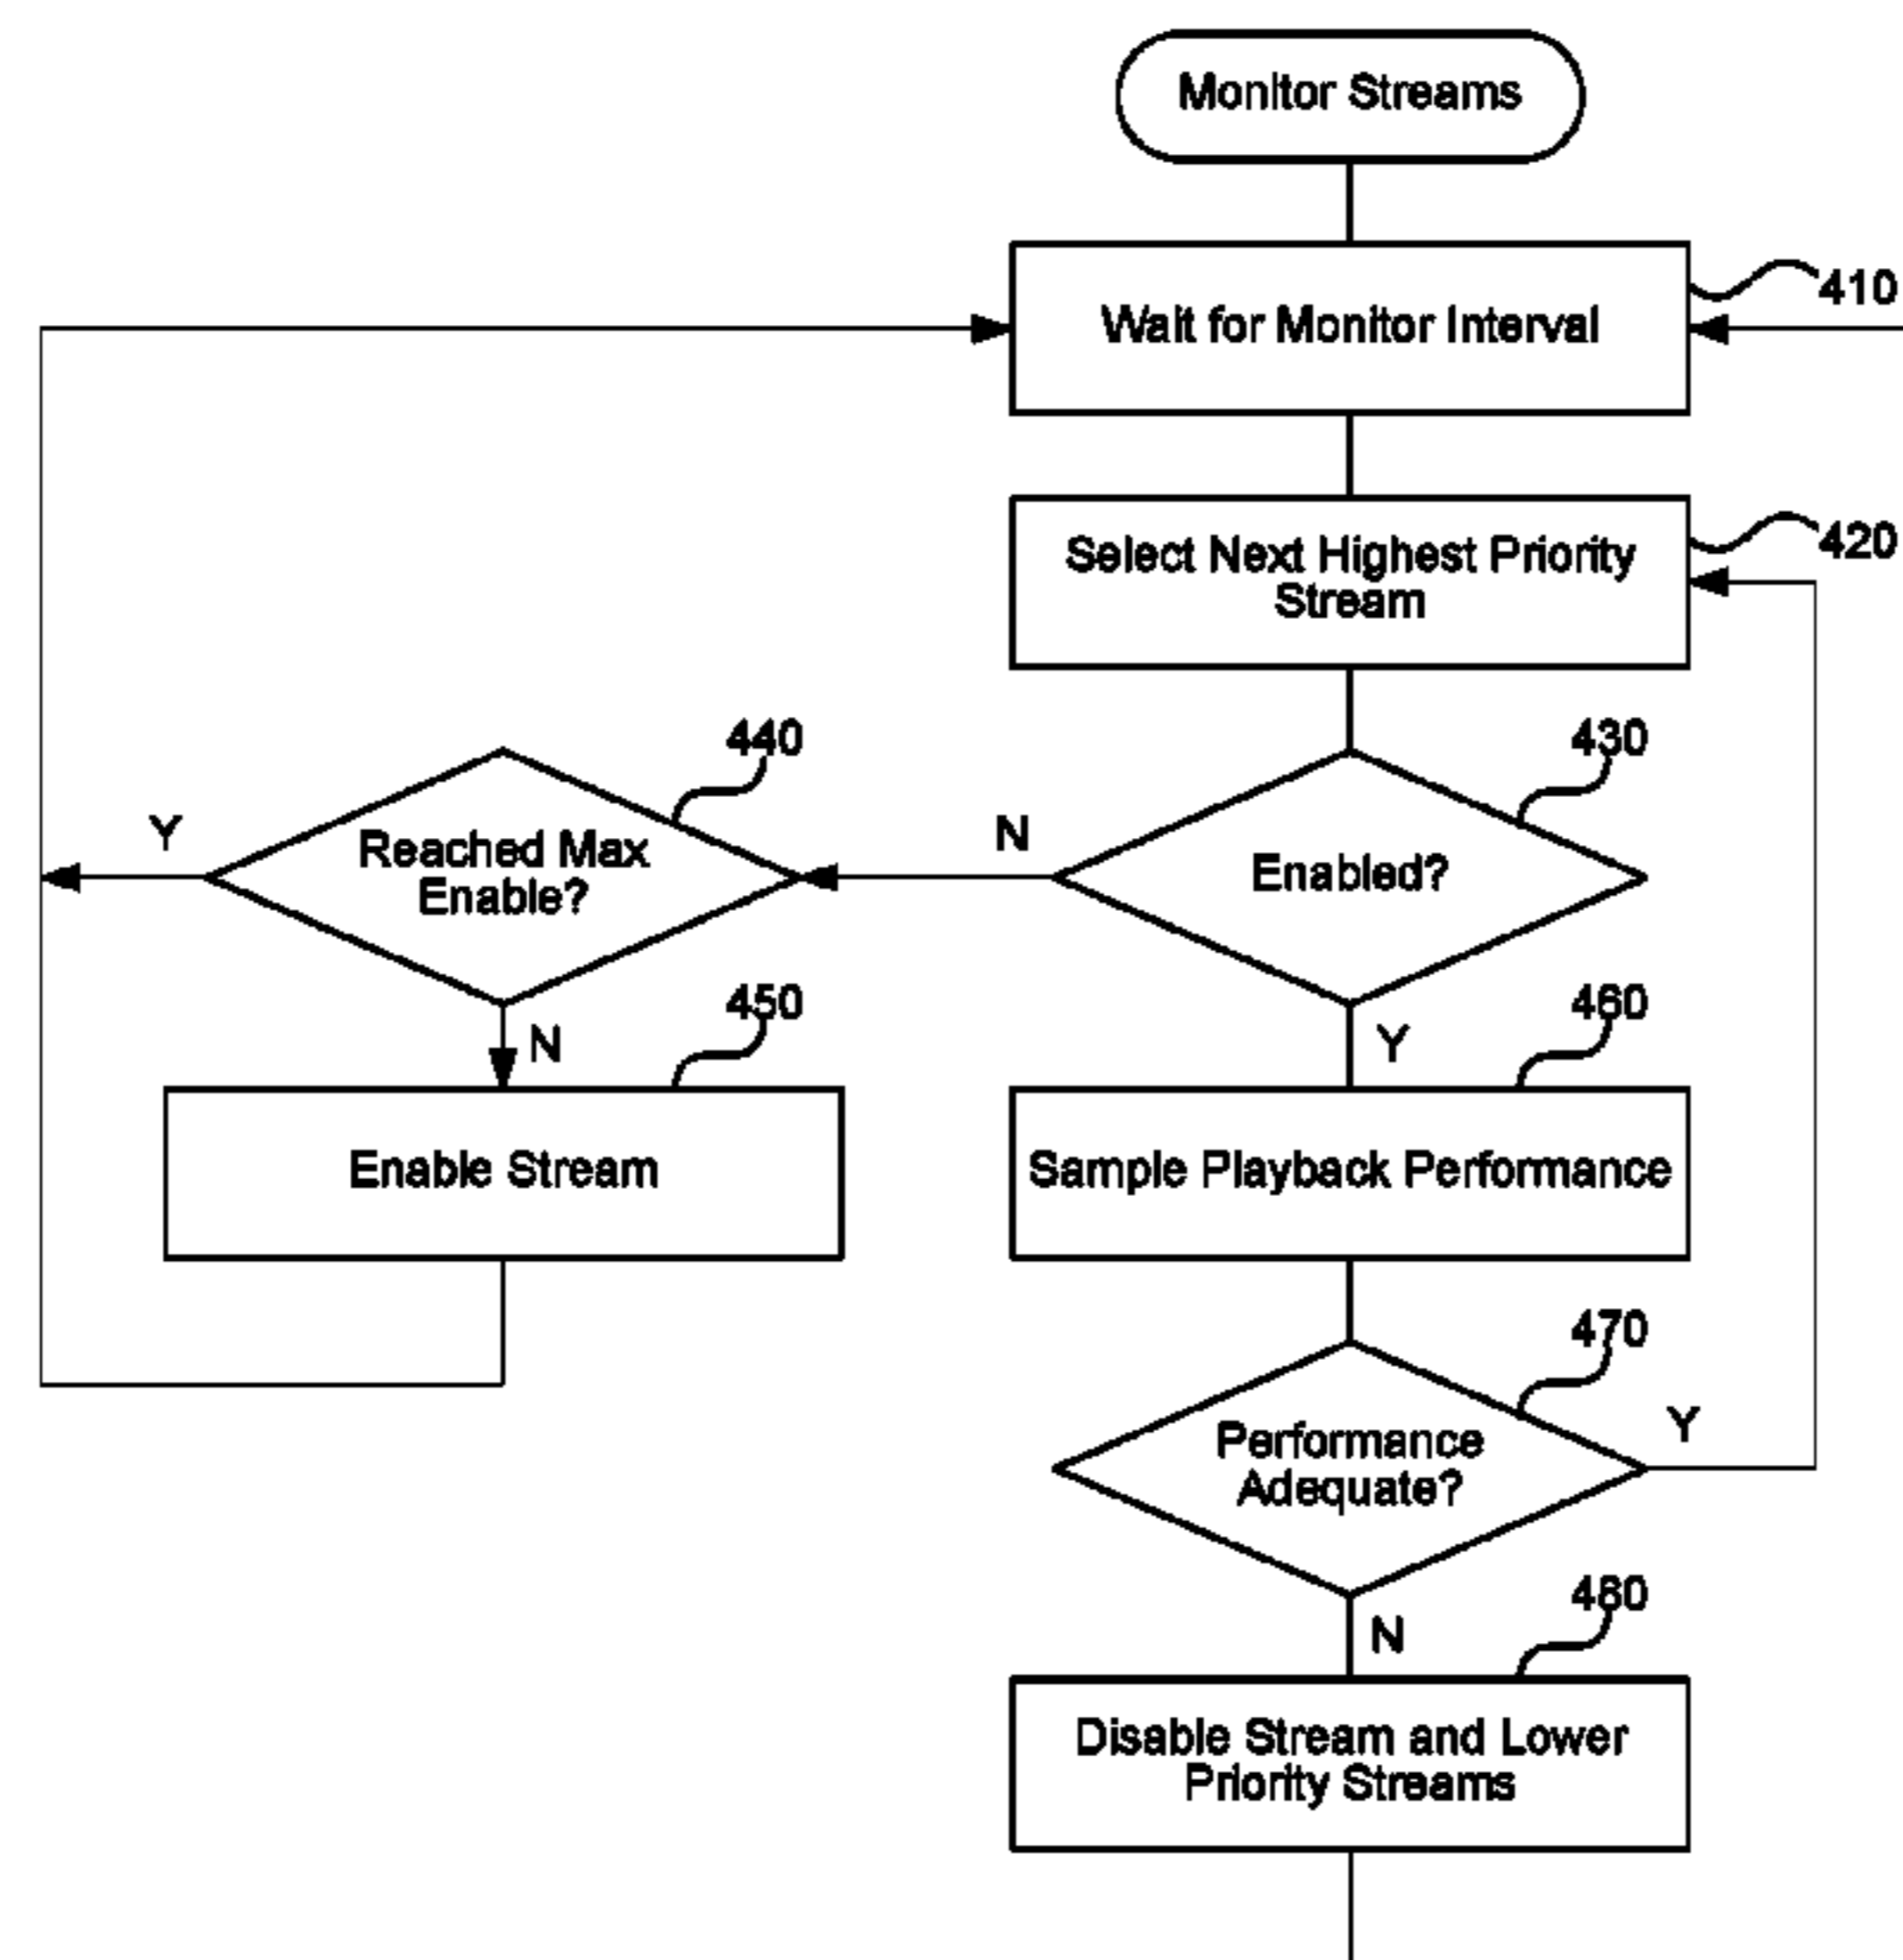 Monitor Streams
Wait for Monitor Interval
410
Select Next Highest Priority
Stream
420
440
430
Y
Reached Max
Enable?
N
Enabled?
N
450
Y
460
Enable Stream
Sample Playback Performance
470
Performance
Adequate?
Y
N
480
Disable Stream and Lower
Priority Streams